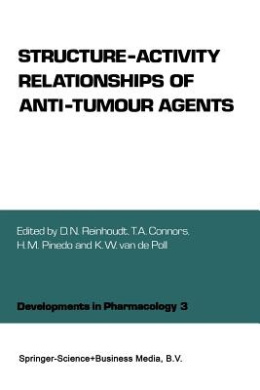 STRUCTURE-ACTIVITY
RELATIONSHIPS OF
ANTI-TUMOUR AGENTS
Edited by D.N. Reinhoudt, T.A. Connors,
H.M. Pinedo and K.W. van de Poll
Developments in Pharmacology 3
Springer-Science+Business Media, B.V.